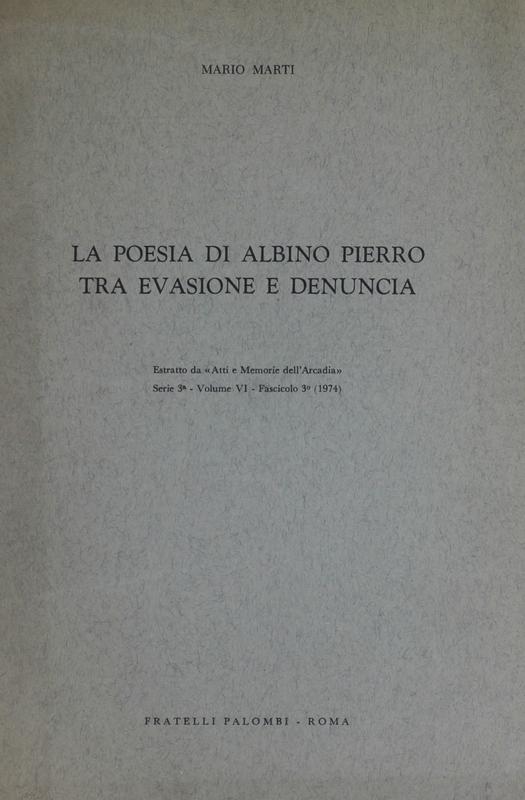 MARIO MARTI
LA POESIA DI ALBINO PIERRO
TRA EVASIONE E DENUNCIA
Estratto da «Atti e Memorie dell'Arcadia»
Serie 3ª - Volume VI - Fascicolo 3º (1974)
FRATELLI PALOMBI - ROMA